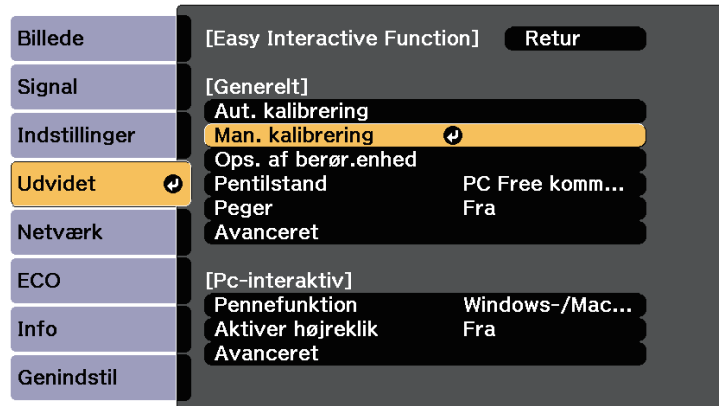 Billede
Signal
Indstillinger
Udvidet
Netværk
ECO
Info
Genindstil
[Easy Interactive Function] Retur
[Generelt]
Aut. kalibrering
Man. kalibrering
Ops. af berør.enhed
Pentilstand PC Free komm...
Peger Fra
Avanceret
[Pc-interaktiv]
Pennefunktion Windows-/Mac...
Aktiver højreklik Fra
Avanceret